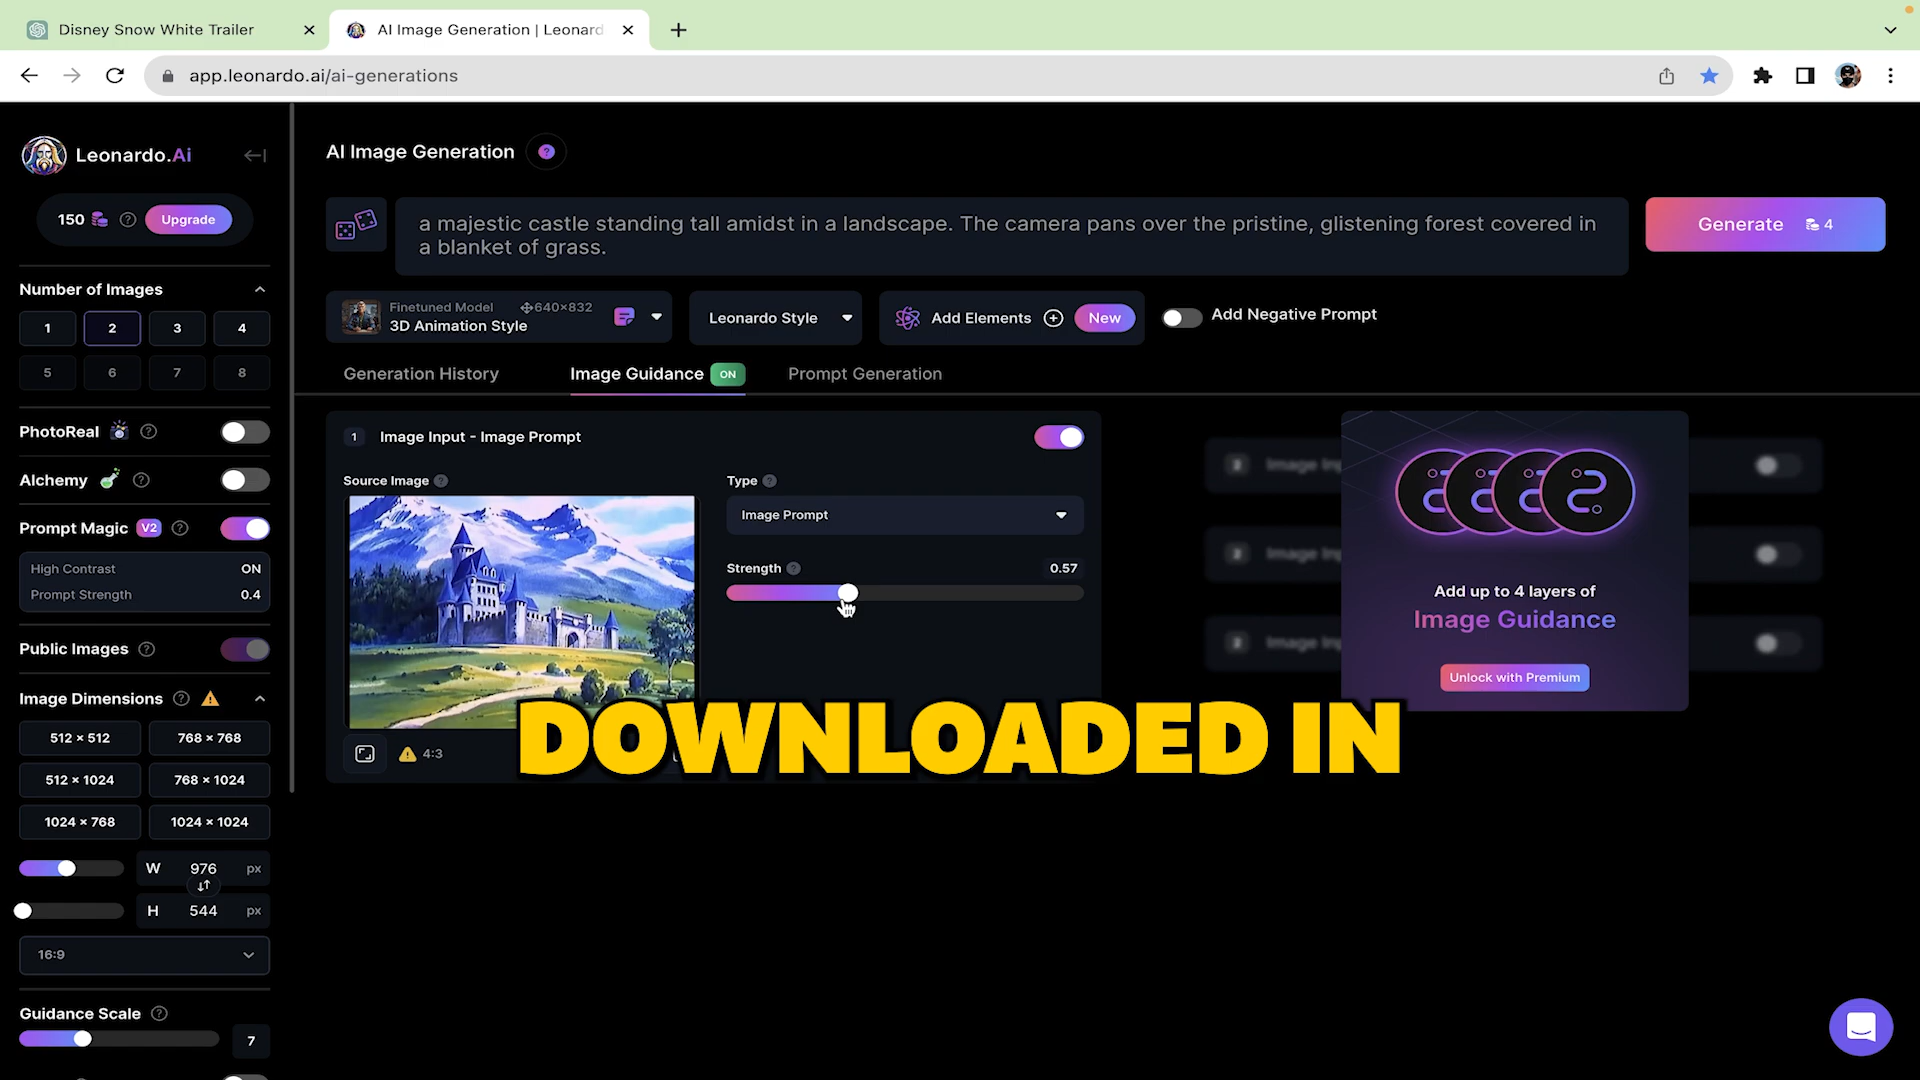 Disney Snow White Trailer
AI Image Generation | Leonard
app.leonardo.ai/ai-generations
Leonardo.Ai
150
Upgrade
Number of Images
1 2 3 4
5 6 7 8
PhotoReal
Alchemy
Prompt Magic V2
High Contrast ON
Prompt Strength 0.4
Public Images
Image Dimensions
512 × 512 768 × 768
512 × 1024 768 × 1024
1024 × 768 1024 × 1024
W 976 px
H 544 px
16:9
Guidance Scale
7
AI Image Generation
a majestic castle standing tall amidst in a landscape. The camera pans over the pristine, glistening forest covered in
a blanket of grass.
Generate 4
Finetuned Model 640×832
3D Animation Style
Leonardo Style
Add Elements New
Add Negative Prompt
Generation History
Image Guidance ON
Prompt Generation
1 Image Input - Image Prompt
Source Image
Type
Image Prompt
Strength 0.57
4:3
2 Image
2 Image
2 Image
Add up to 4 layers of
Image Guidance
Unlock with Premium
DOWNLOADED IN